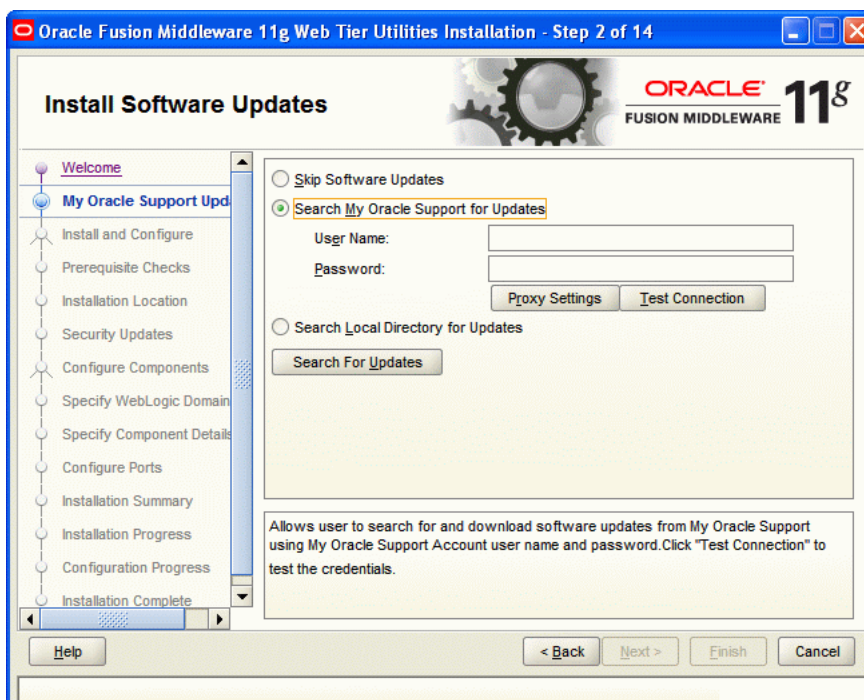 Oracle Fusion Middleware 11g Web Tier Utilities Installation - Step 2 of 14
Install Software Updates
ORACLE
FUSION MIDDLEWARE
11g
Welcome
My Oracle Support Upd
Install and Configure
Prerequisite Checks
Installation Location
Security Updates
Configure Components
Specify WebLogic Domain
Specify Component Details
Configure Ports
Installation Summary
Installation Progress
Configuration Progress
Installation Complete
Skip Software Updates
Search My Oracle Support for Updates
User Name:
Password:
Proxy Settings Test Connection
Search Local Directory for Updates
Search For Updates
Allows user to search for and download software updates from My Oracle Support
using My Oracle Support Account user name and password.Click "Test Connection" to
test the credentials.
Help < Back Next > Finish Cancel